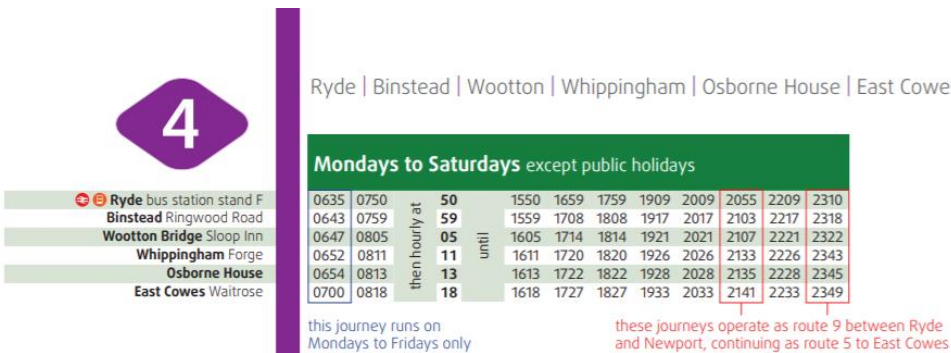 4
Ryde | Binstead | Wootton | Whippingham | Osborne House | East Cowe
Mondays to Saturdays except public holidays
Ryde bus station stand F 0635 0750 then hourly at 50 until 1550 1659 1759 1909 2009 2055 2209 2310
Binstead Ringwood Road 0643 0759 59 1559 1708 1808 1917 2017 2103 2217 2318
Wootton Bridge Sloop Inn 0647 0805 05 1605 1714 1814 1921 2021 2107 2221 2322
Whippingham Forge 0652 0811 11 1611 1720 1820 1926 2026 2133 2226 2343
Osborne House 0654 0813 13 1613 1722 1822 1928 2028 2135 2228 2345
East Cowes Waitrose 0700 0818 18 1618 1727 1827 1933 2033 2141 2233 2349
this journey runs on
Mondays to Fridays only
these journeys operate as route 9 between Ryde
and Newport, continuing as route 5 to East Cowes